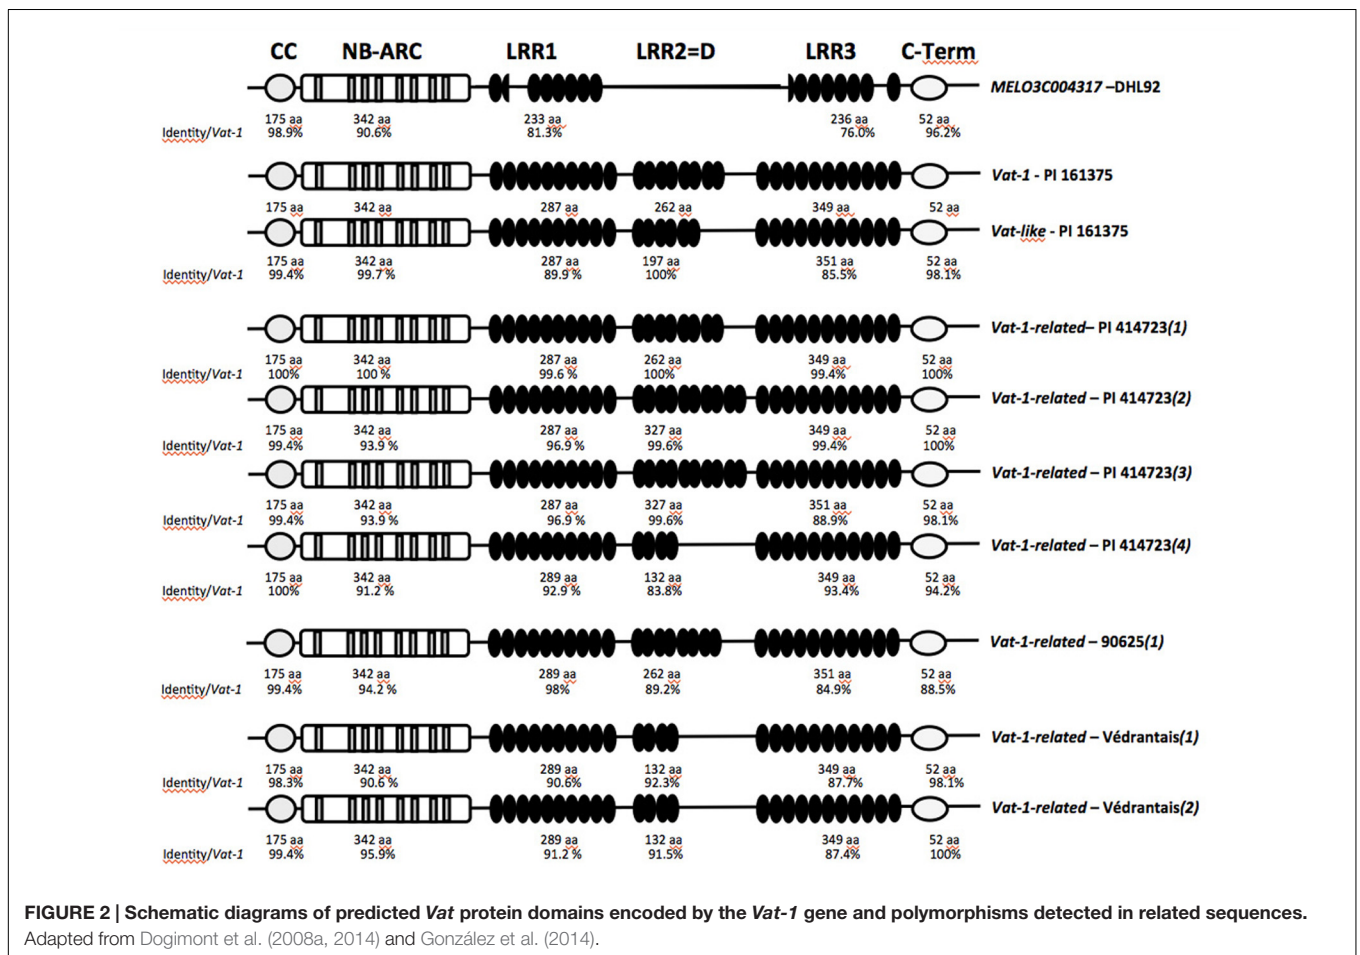 CC NB-ARC LRR1 LRR2=D LRR3 C-Term
MELO3C004317 –DHL92
175 aa 342 aa 233 aa 236 aa 52 aa
Identity/Vat-1 98.9% 90.6% 81.3% 76.0% 96.2%
Vat-1 - PI 161375
175 aa 342 aa 287 aa 262 aa 349 aa 52 aa
Vat-like - PI 161375
175 aa 342 aa 287 aa 197 aa 351 aa 52 aa
Identity/Vat-1 99.4% 99.7 % 89.9 % 100% 85.5% 98.1%
Vat-1-related– PI 414723(1)
175 aa 342 aa 287 aa 262 aa 349 aa 52 aa
Identity/Vat-1 100% 100 % 99.6 % 100% 99.4% 100%
Vat-1-related – PI 414723(2)
175 aa 342 aa 287 aa 327 aa 349 aa 52 aa
Identity/Vat-1 99.4% 93.9 % 96.9 % 99.6% 99.4% 100%
Vat-1-related – PI 414723(3)
175 aa 342 aa 287 aa 327 aa 351 aa 52 aa
Identity/Vat-1 99.4% 93.9 % 96.9 % 99.6% 88.9% 98.1%
Vat-1-related – PI 414723(4)
175 aa 342 aa 289 aa 132 aa 349 aa 52 aa
Identity/Vat-1 100% 91.2 % 92.9 % 83.8% 93.4% 94.2%
Vat-1-related – 90625(1)
175 aa 342 aa 289 aa 262 aa 351 aa 52 aa
Identity/Vat-1 99.4% 94.2 % 98% 89.2% 84.9% 88.5%
Vat-1-related – Védrantais(1)
175 aa 342 aa 289 aa 132 aa 349 aa 52 aa
Identity/Vat-1 98.3% 90.6 % 90.6% 92.3% 87.7% 98.1%
Vat-1-related – Védrantais(2)
175 aa 342 aa 289 aa 132 aa 349 aa 52 aa
Identity/Vat-1 99.4% 95.9% 91.2 % 91.5% 87.4% 100%
FIGURE 2 | Schematic diagrams of predicted Vat protein domains encoded by the Vat-1 gene and polymorphisms detected in related sequences.
Adapted from Dogimont et al. (2008a, 2014) and González et al. (2014).